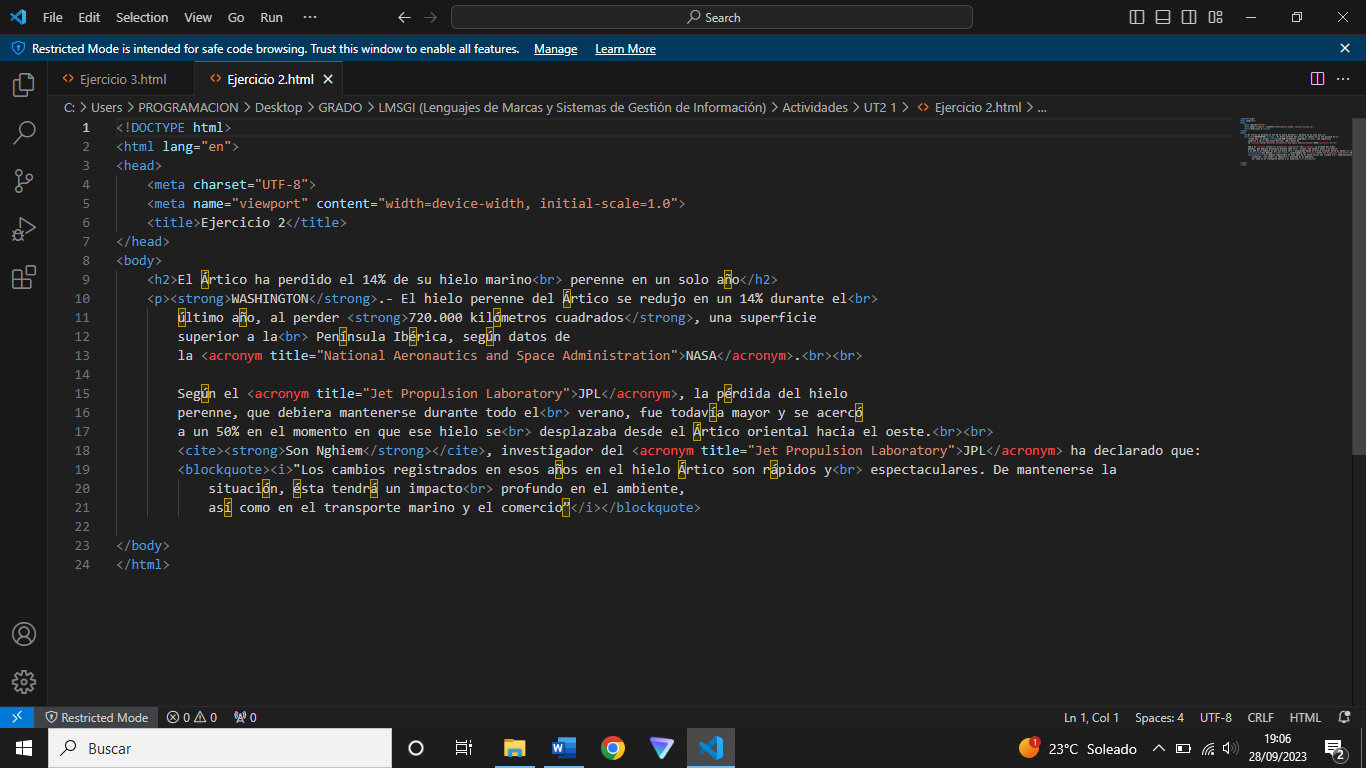 File Edit Selection View Go Run ··· Search
Restricted Mode is intended for safe code browsing. Trust this window to enable all features. Manage Learn More
Ejercicio 3.html Ejercicio 2.html
C: > Users > PROGRAMACION > Desktop > GRADO > LMSGI (Lenguajes de Marcas y Sistemas de Gestión de Información) > Actividades > UT2 1 > Ejercicio 2.html > ...
1 <!DOCTYPE html>
2 <html lang="en">
3 <head>
4 <meta charset="UTF-8">
5 <meta name="viewport" content="width=device-width, initial-scale=1.0">
6 <title>Ejercicio 2</title>
7 </head>
8 <body>
9 <h2>El Ártico ha perdido el 14% de su hielo marino<br> perenne en un solo año</h2>
10 <p><strong>WASHINGTON</strong>.- El hielo perenne del Ártico se redujo en un 14% durante el<br>
11 último año, al perder <strong>720.000 kilómetros cuadrados</strong>, una superficie
12 superior a la<br> Península Ibérica, según datos de
13 la <acronym title="National Aeronautics and Space Administration">NASA</acronym>.<br><br>
14
15 Según el <acronym title="Jet Propulsion Laboratory">JPL</acronym>, la pérdida del hielo
16 perenne, que debiera mantenerse durante todo el<br> verano, fue todavía mayor y se acercó
17 a un 50% en el momento en que ese hielo se<br> desplazaba desde el Ártico oriental hacia el oeste.<br><br>
18 <cite><strong>Son Nghiem</strong></cite>, investigador del <acronym title="Jet Propulsion Laboratory">JPL</acronym> ha declarado que:
19 <blockquote><i>"Los cambios registrados en esos años en el hielo Ártico son rápidos y<br> espectaculares. De mantenerse la
20 situación, ésta tendrá un impacto<br> profundo en el ambiente,
21 así como en el transporte marino y el comercio”</i></blockquote>
22
23 </body>
24 </html>
Restricted Mode 0 0 0 Ln 1, Col 1 Spaces: 4 UTF-8 CRLF HTML
Buscar 1 23°C Soleado 19:06
28/09/2023 2